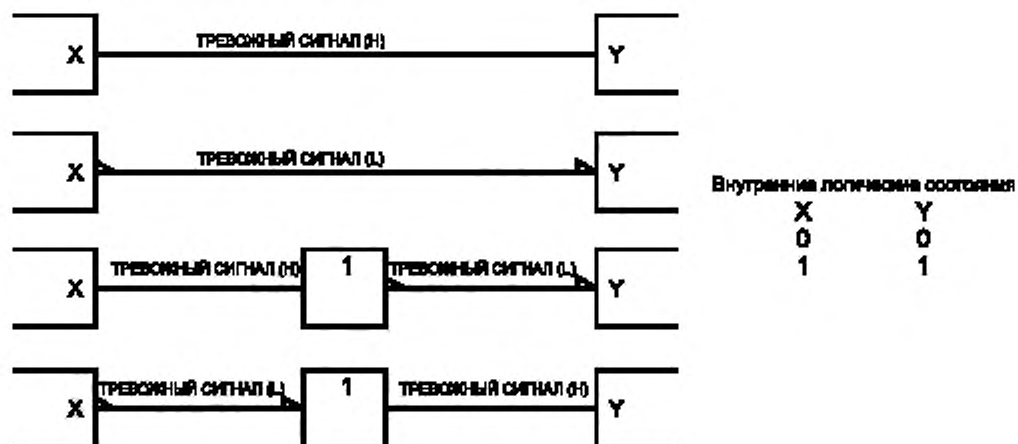 ТРЕВОЖНЫЙ СИГНАЛ (H)
X Y
ТРЕВОЖНЫЙ СИГНАЛ (L)
X Y
Внутренние логические состояния
X Y
0 0
1 1
ТРЕВОЖНЫЙ СИГНАЛ (H) 1 ТРЕВОЖНЫЙ СИГНАЛ (L)
X Y
ТРЕВОЖНЫЙ СИГНАЛ (L) 1 ТРЕВОЖНЫЙ СИГНАЛ (H)
X Y